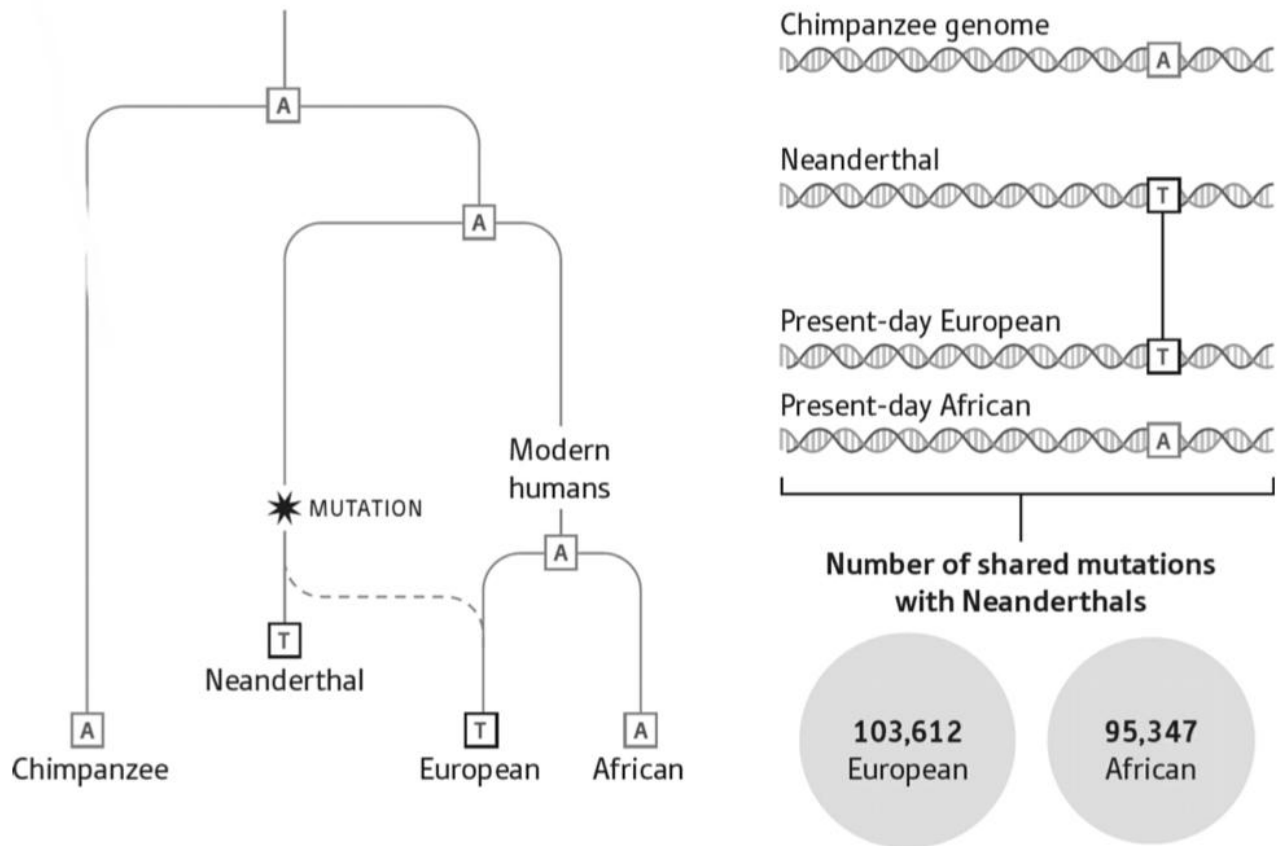 A
A
MUTATION
Modern
humans
A
T
Neanderthal
A
Chimpanzee
T
European
A
African
Chimpanzee genome
A
Neanderthal
T
Present-day European
T
Present-day African
A
Number of shared mutations
with Neanderthals
103,612
European
95,347
African